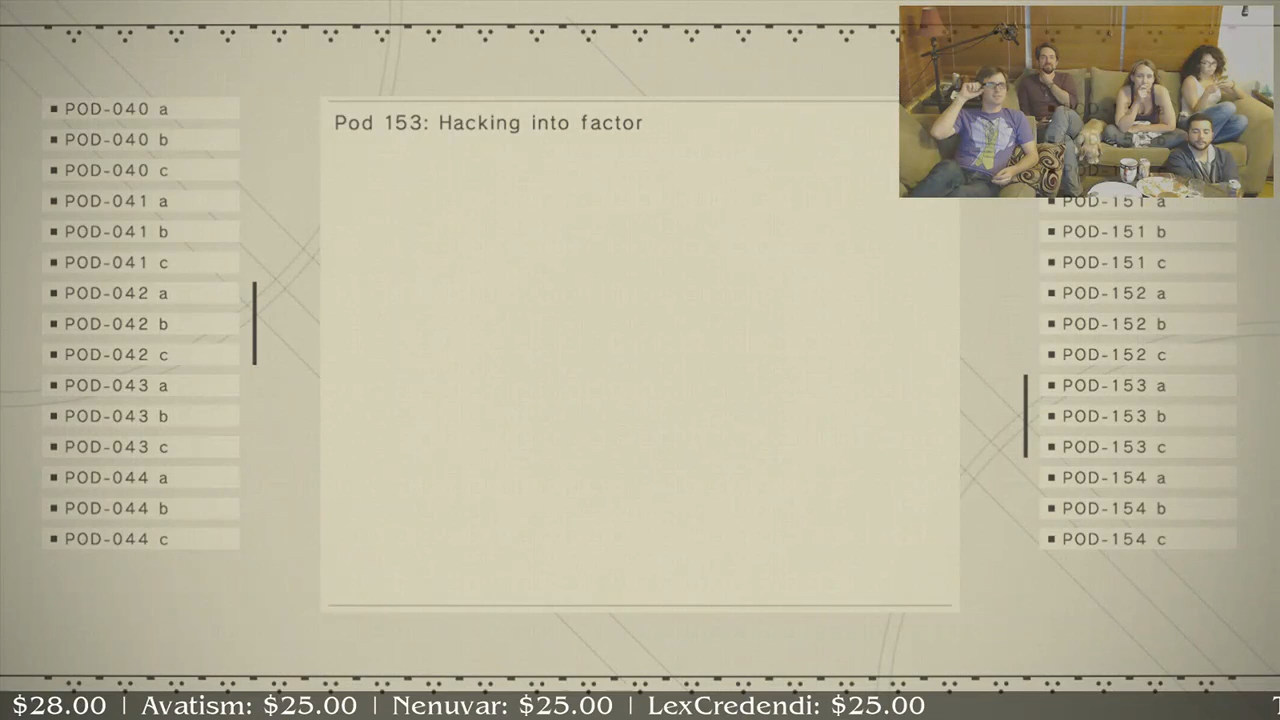 POD-040 a
POD-040 b
POD-040 c
POD-041 a
POD-041 b
POD-041 c
POD-042 a
POD-042 b
POD-042 c
POD-043 a
POD-043 b
POD-043 c
POD-044 a
POD-044 b
POD-044 c
Pod 153: Hacking into factor
POD-151 a
POD-151 b
POD-151 c
POD-152 a
POD-152 b
POD-152 c
POD-153 a
POD-153 b
POD-153 c
POD-154 a
POD-154 b
POD-154 c
$28.00 | Avatism: $25.00 | Nenuvar: $25.00 | LexCredendi: $25.00